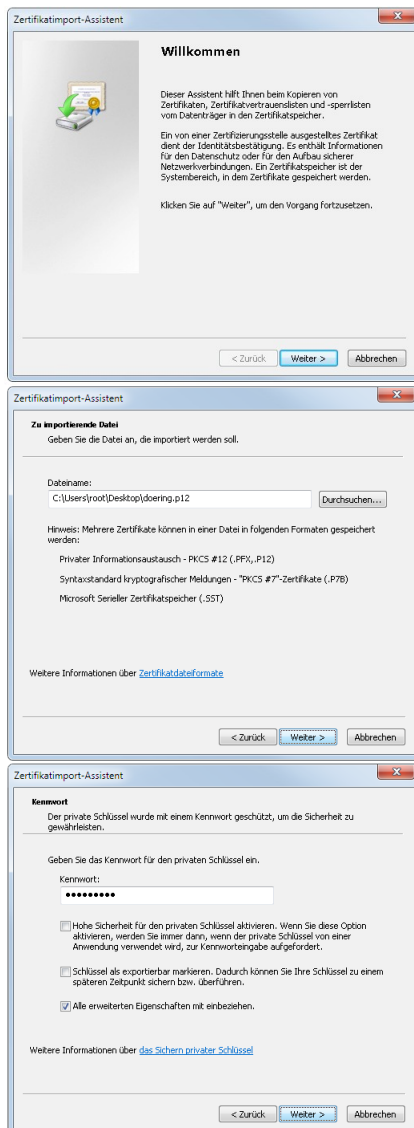 Zertifikatimport-Assistent
Willkommen
Dieser Assistent hilft Ihnen beim Kopieren von
Zertifikaten, Zertifikatvertrauenslisten und -sperrlisten
vom Datenträger in den Zertifikatspeicher.
Ein von einer Zertifizierungsstelle ausgestelltes Zertifikat
dient der Identitätsbestätigung. Es enthält Informationen
für den Datenschutz oder für den Aufbau sicherer
Netzwerkverbindungen. Ein Zertifikatspeicher ist der
Systembereich, in dem Zertifikate gespeichert werden.
Klicken Sie auf "Weiter", um den Vorgang fortzusetzen.
< Zurück Weiter > Abbrechen
Zertifikatimport-Assistent
Zu importierende Datei
Geben Sie die Datei an, die importiert werden soll.
Dateiname:
C:\Users\root\Desktop\doering.p12 Durchsuchen...
Hinweis: Mehrere Zertifikate können in einer Datei in folgenden Formaten gespeichert
werden:
Privater Informationsaustausch - PKCS #12 (.PFX,.P12)
Syntaxstandard kryptografischer Meldungen - "PKCS #7"-Zertifikate (.P7B)
Microsoft Serieller Zertifikatspeicher (.SST)
Weitere Informationen über Zertifikatdateiformate
< Zurück Weiter > Abbrechen
Zertifikatimport-Assistent
Kennwort
Der private Schlüssel wurde mit einem Kennwort geschützt, um die Sicherheit zu
gewährleisten.
Geben Sie das Kennwort für den privaten Schlüssel ein.
Kennwort:
●●●●●●●●●
Hohe Sicherheit für den privaten Schlüssel aktivieren. Wenn Sie diese Option
aktivieren, werden Sie immer dann, wenn der private Schlüssel von einer
Anwendung verwendet wird, zur Kennworteingabe aufgefordert.
Schlüssel als exportierbar markieren. Dadurch können Sie Ihre Schlüssel zu einem
späteren Zeitpunkt sichern bzw. überführen.
Alle erweiterten Eigenschaften mit einbeziehen.
Weitere Informationen über das Sichern privater Schlüssel
< Zurück Weiter > Abbrechen